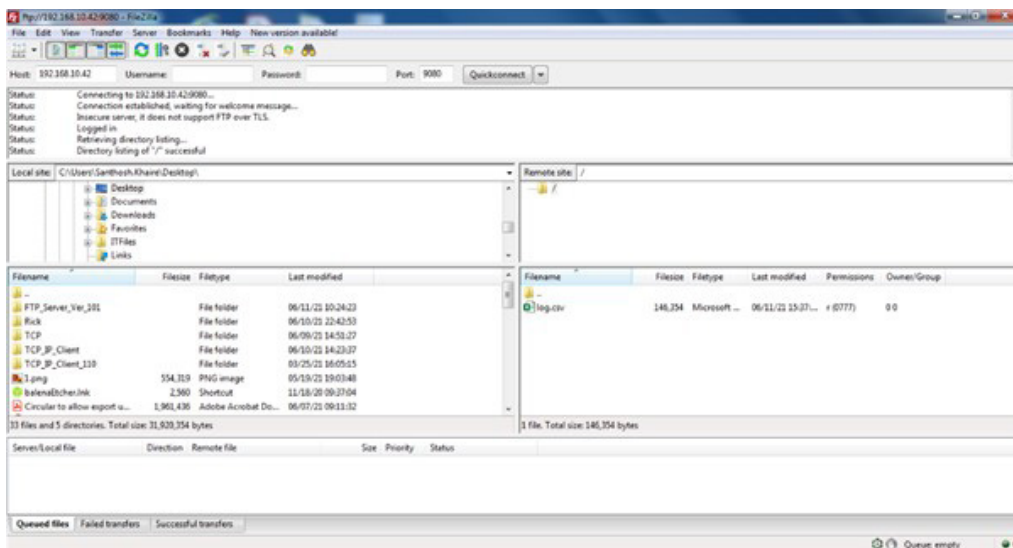 ftp://192.168.10.42:9080 - FileZilla
File Edit View Transfer Server Bookmarks Help New version available!
Host: 192.168.10.42 Username: Password: Port: 9080 Quickconnect
Status: Connecting to 192.168.10.42:9080...
Status: Connection established, waiting for welcome message...
Status: Insecure server, it does not support FTP over TLS.
Status: Logged in
Status: Retrieving directory listing...
Status: Directory listing of "/" successful
Local site: C:\Users\Santhosh.Khaire\Desktop\
Desktop
Documents
Downloads
Favorites
ITFiles
Links
Remote site: /
/
Filename Filesize Filetype Last modified
..
FTP_Server_Ver_101 File folder 06/11/21 10:24:23
Rick File folder 06/10/21 22:42:53
TCP File folder 06/09/21 14:51:27
TCP_IP_Client File folder 06/10/21 14:23:37
TCP_IP_Client_110 File folder 03/25/21 16:05:15
1.png 554,319 PNG image 05/19/21 19:03:48
balenaEtcher.lnk 2,560 Shortcut 11/18/20 09:37:04
Circular to allow export u... 1,961,436 Adobe Acrobat Do... 06/07/21 09:11:32
33 files and 5 directories. Total size: 31,920,354 bytes
Filename Filesize Filetype Last modified Permissions Owner/Group
..
log.csv 146,354 Microsoft ... 06/11/21 15:37:... r (0777) 0 0
1 file. Total size: 146,354 bytes
Server/Local file Direction Remote file Size Priority Status
Queued files Failed transfers Successful transfers
Queue: empty